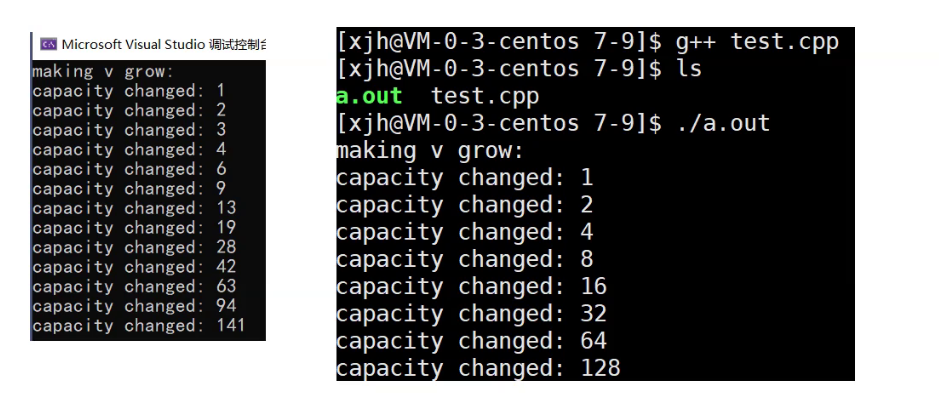 Microsoft Visual Studio 调试控制台
making v grow:
capacity changed: 1
capacity changed: 2
capacity changed: 3
capacity changed: 4
capacity changed: 6
capacity changed: 9
capacity changed: 13
capacity changed: 19
capacity changed: 28
capacity changed: 42
capacity changed: 63
capacity changed: 94
capacity changed: 141
[xjh@VM-0-3-centos 7-9]$ g++ test.cpp
[xjh@VM-0-3-centos 7-9]$ ls
a.out  test.cpp
[xjh@VM-0-3-centos 7-9]$ ./a.out
making v grow:
capacity changed: 1
capacity changed: 2
capacity changed: 4
capacity changed: 8
capacity changed: 16
capacity changed: 32
capacity changed: 64
capacity changed: 128